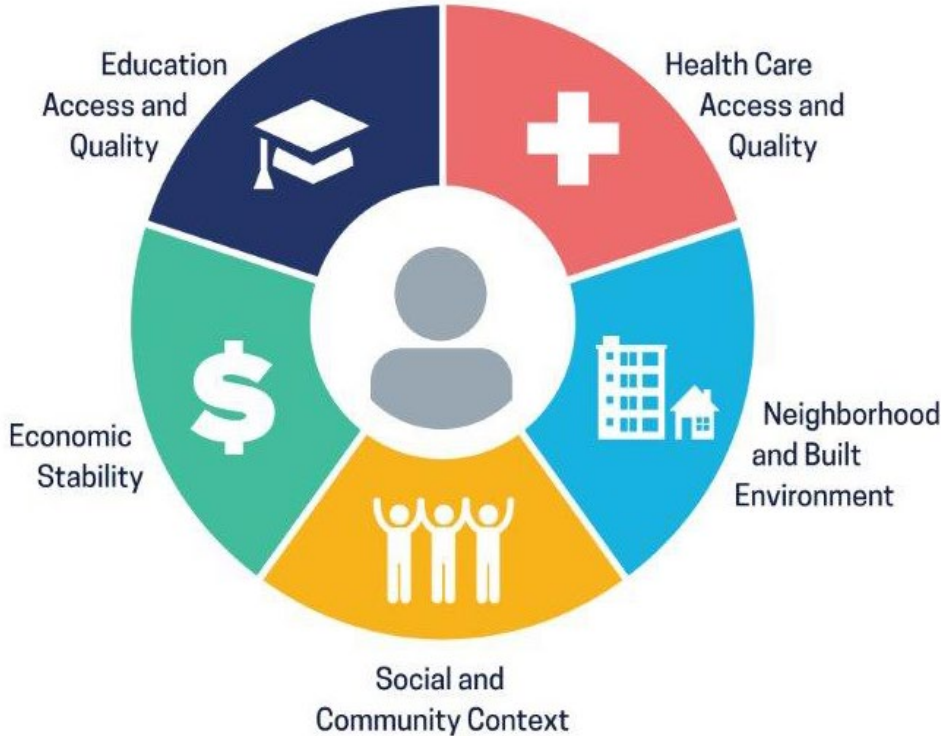 Education
Access and
Quality
Health Care
Access and
Quality
Economic
Stability
Neighborhood
and Built
Environment
Social and
Community Context
$